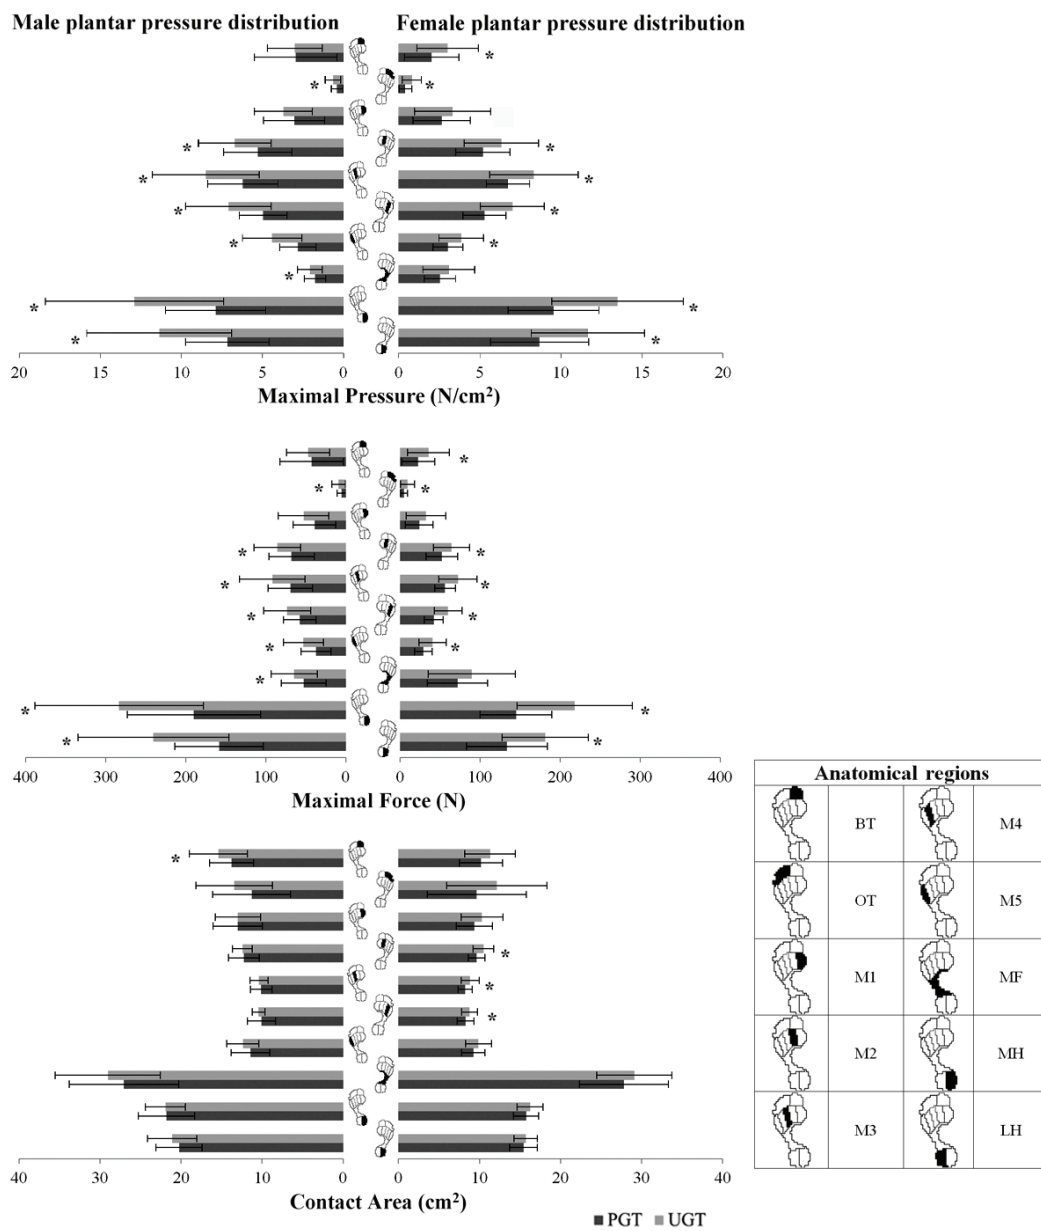 Male plantar pressure distribution Female plantar pressure distribution
*
* *
* *
* *
* *
* *
*
* *
* *
20 15 10 5 0 0 5 10 15 20
Maximal Pressure (N/cm²)
*
* *
* *
* *
* *
* *
*
* *
* *
400 300 200 100 0 0 100 200 300 400
Maximal Force (N)
*
*
*
*
40 30 20 10 0 0 10 20 30 40
Contact Area (cm²)
PGT UGT
Anatomical regions
BT M4
OT M5
M1 MF
M2 MH
M3 LH